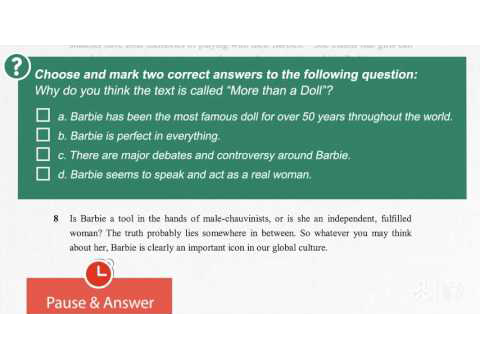 ?
Choose and mark two correct answers to the following question:
Why do you think the text is called “More than a Doll”?
a. Barbie has been the most famous doll for over 50 years throughout the world.
b. Barbie is perfect in everything.
c. There are major debates and controversy around Barbie.
d. Barbie seems to speak and act as a real woman.
8 Is Barbie a tool in the hands of male-chauvinists, or is she an independent, fulfilled
woman? The truth probably lies somewhere in between. So whatever you may think
about her, Barbie is clearly an important icon in our global culture.
Pause & Answer